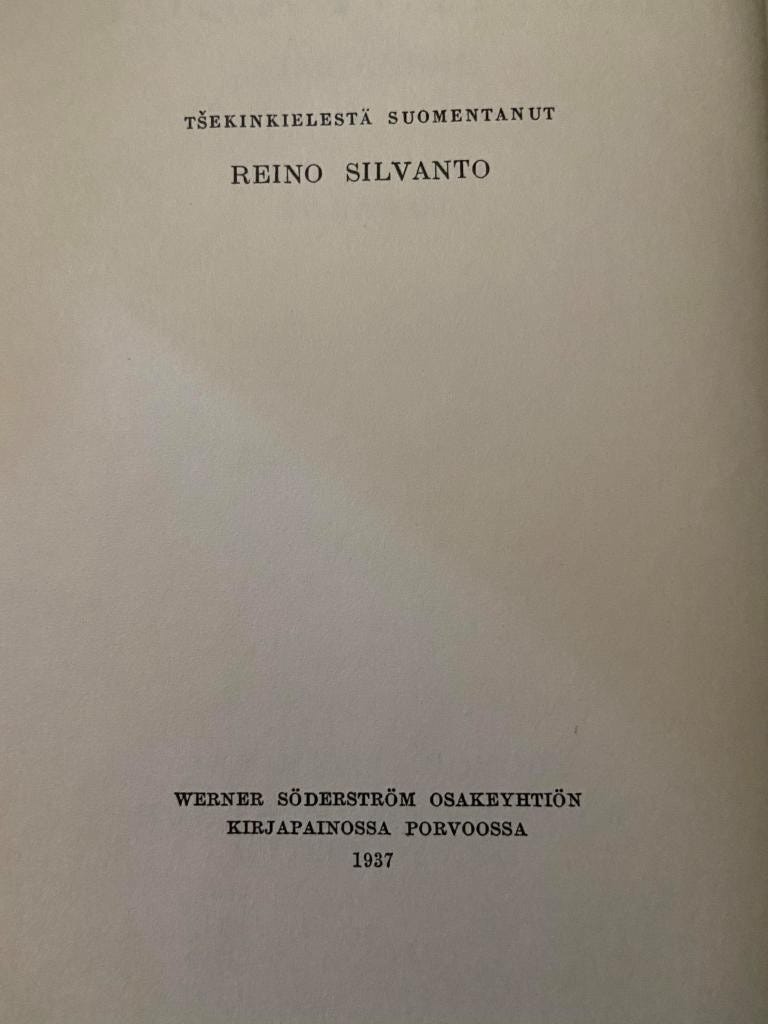 TŠEKINKIELESTÄ SUOMENTANUT
REINO SILVANTO
WERNER SÖDERSTRÖM OSAKEYHTIÖN
KIRJAPAINOSSA PORVOOSSA
1937